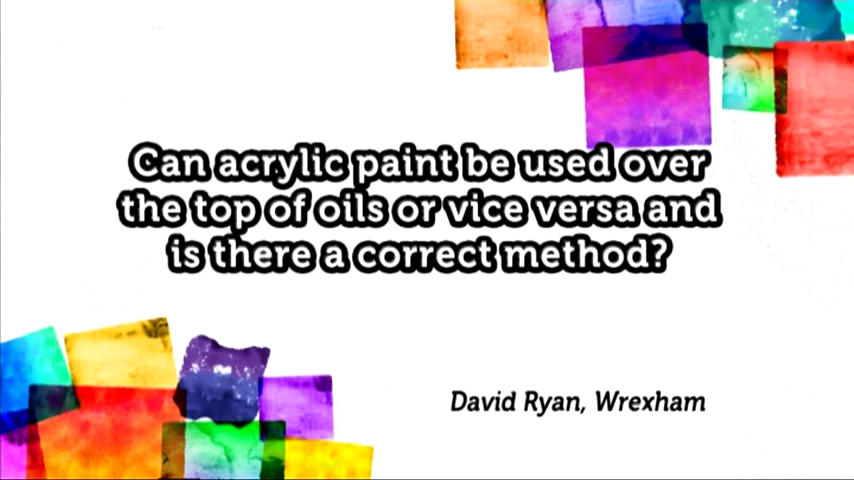 Can acrylic paint be used over
the top of oils or vice versa and
is there a correct method?
David Ryan, Wrexham